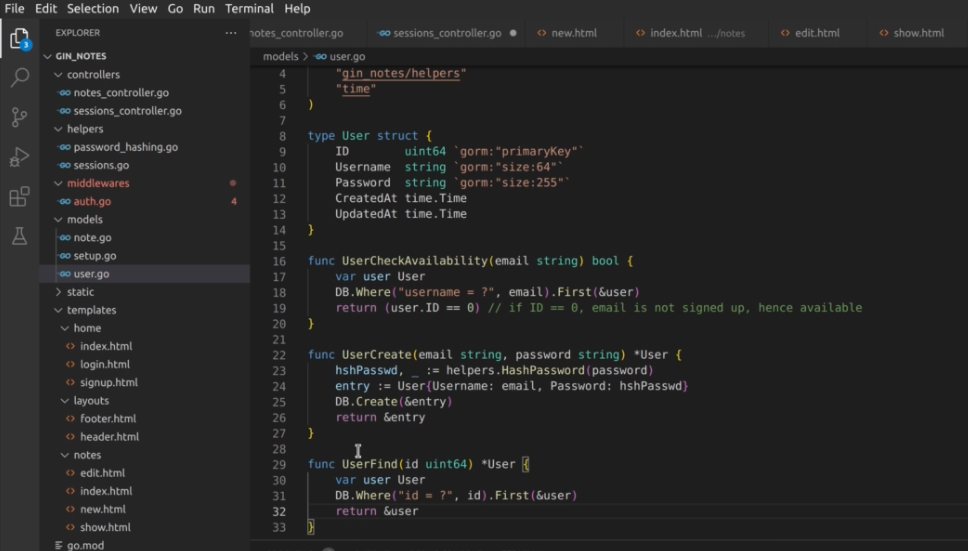 File Edit Selection View Go Run Terminal Help
EXPLORER ...
notes_controller.go sessions_controller.go new.html index.html .../notes edit.html show.html
3
GIN_NOTES
controllers
notes_controller.go
sessions_controller.go
helpers
password_hashing.go
sessions.go
middlewares
auth.go 4
models
note.go
setup.go
user.go
static
templates
home
index.html
login.html
signup.html
layouts
footer.html
header.html
notes
edit.html
index.html
new.html
show.html
go.mod
models > user.go
4 "gin_notes/helpers"
5 "time"
6 )
7
8 type User struct {
9 ID uint64 `gorm:"primaryKey"`
10 Username string `gorm:"size:64"`
11 Password string `gorm:"size:255"`
12 CreatedAt time.Time
13 UpdatedAt time.Time
14 }
15
16 func UserCheckAvailability(email string) bool {
17 var user User
18 DB.Where("username = ?", email).First(&user)
19 return (user.ID == 0) // if ID == 0, email is not signed up, hence available
20 }
21
22 func UserCreate(email string, password string) *User {
23 hshPasswd, _ := helpers.HashPassword(password)
24 entry := User{Username: email, Password: hshPasswd}
25 DB.Create(&entry)
26 return &entry
27 }
28
29 func UserFind(id uint64) *User {
30 var user User
31 DB.Where("id = ?", id).First(&user)
32 return &user
33 }